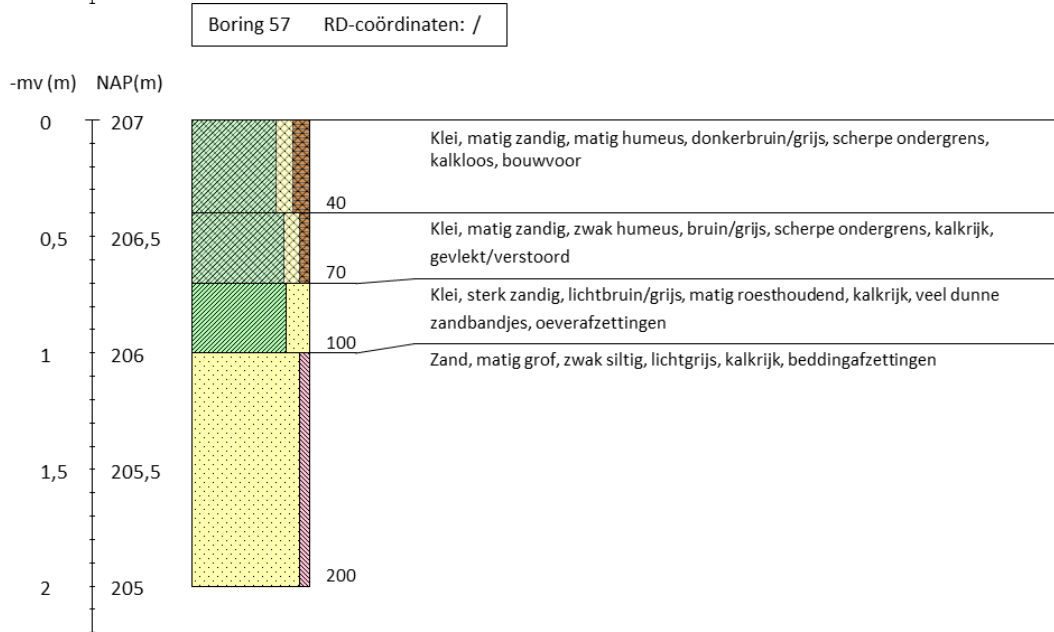 Boring 57 RD-coördinaten: /
-mv (m) NAP(m)
0 207
Klei, matig zandig, matig humeus, donkerbruin/grijs, scherpe ondergrens,
kalkloos, bouwvoor
40
0,5 206,5
Klei, matig zandig, zwak humeus, bruin/grijs, scherpe ondergrens, kalkrijk,
gevlekt/verstoord
70
Klei, sterk zandig, lichtbruin/grijs, matig roesthoudend, kalkrijk, veel dunne
zandbandjes, oeverafzettingen
100
1 206
Zand, matig grof, zwak siltig, lichtgrijs, kalkrijk, beddingafzettingen
1,5 205,5
200
2 205